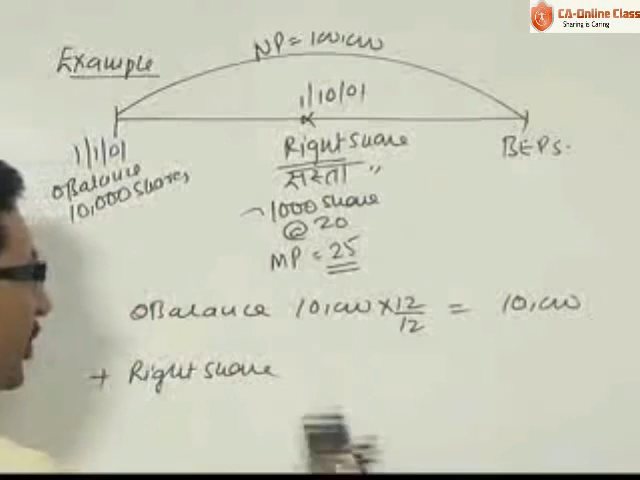 CA-Online Class
Sharing is Caring
Example
NP = 100,000
1/10/01
1/1/01
OBalance
10,000 shares
Right Share
सस्ता "
1000 share
@ 20
MP = 25
BEPS.
OBalance 10,000 × 12/12 = 10,000
+ Right share